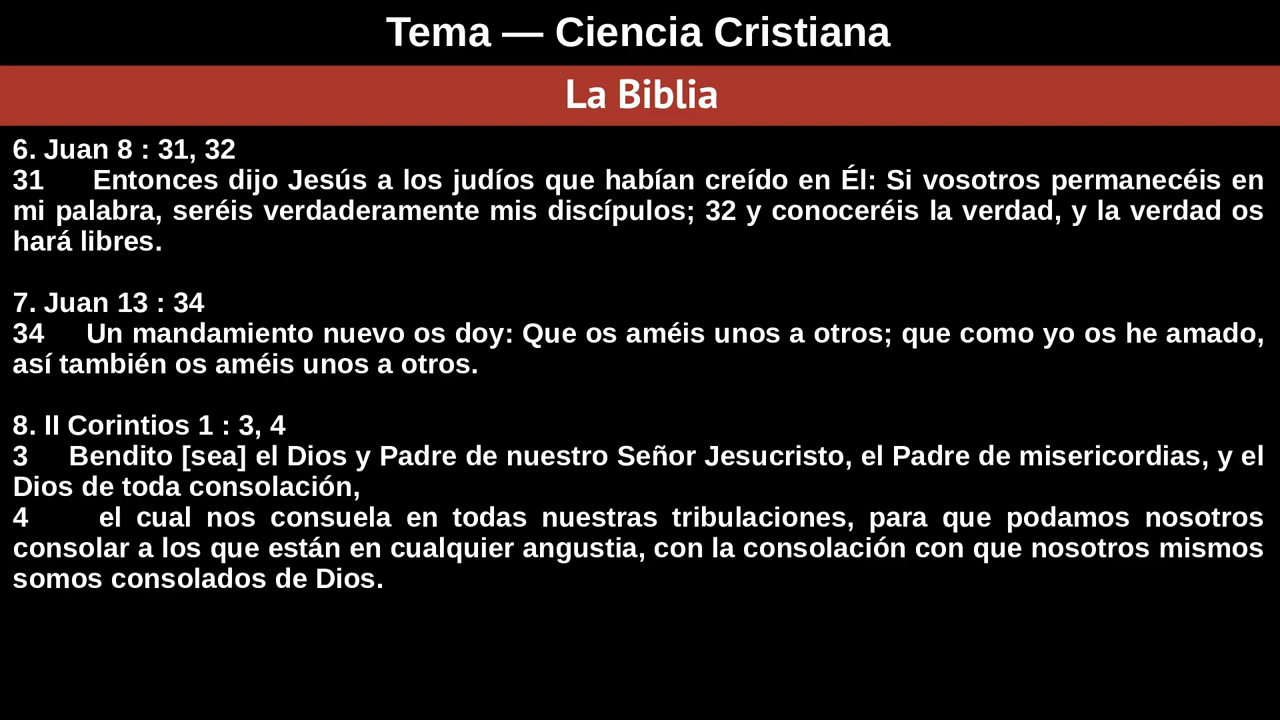 Tema — Ciencia Cristiana
La Biblia
6. Juan 8 : 31, 32
31 Entonces dijo Jesús a los judíos que habían creído en Él: Si vosotros permanecéis en
mi palabra, seréis verdaderamente mis discípulos; 32 y conoceréis la verdad, y la verdad os
hará libres.
7. Juan 13 : 34
34 Un mandamiento nuevo os doy: Que os améis unos a otros; que como yo os he amado,
así también os améis unos a otros.
8. II Corintios 1 : 3, 4
3 Bendito [sea] el Dios y Padre de nuestro Señor Jesucristo, el Padre de misericordias, y el
Dios de toda consolación,
4 el cual nos consuela en todas nuestras tribulaciones, para que podamos nosotros
consolar a los que están en cualquier angustia, con la consolación con que nosotros mismos
somos consolados de Dios.